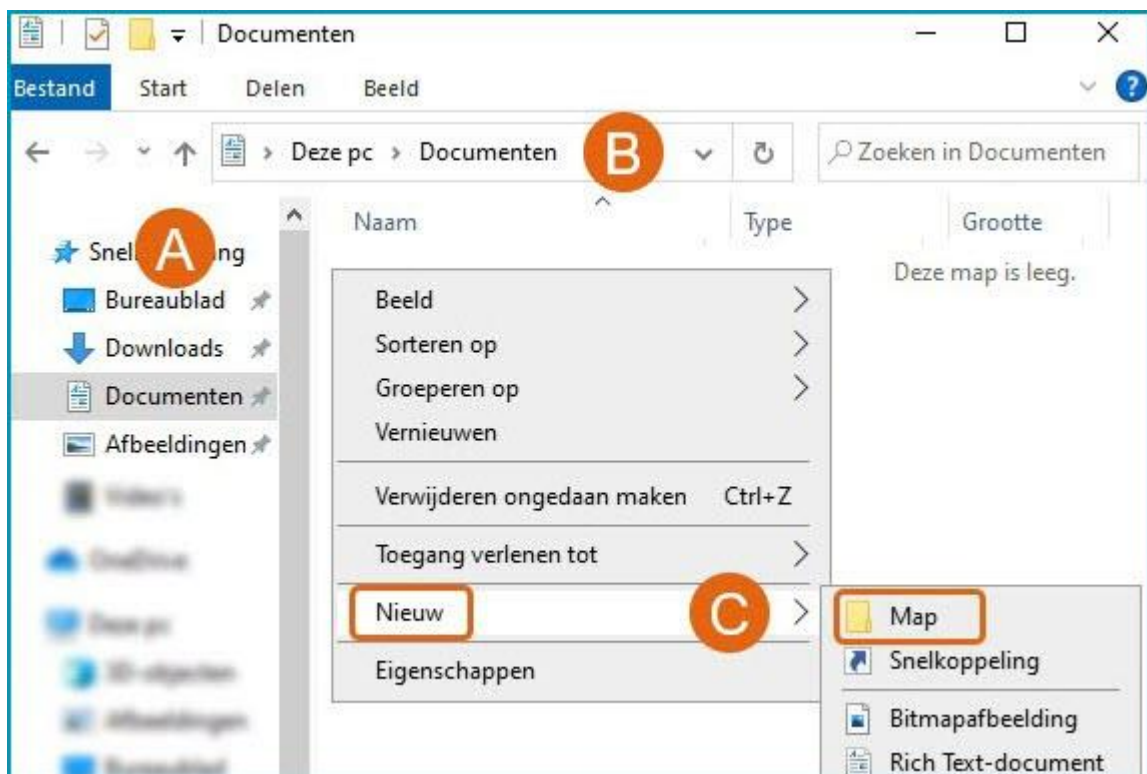 Documenten
Bestand Start Delen Beeld
Deze pc > Documenten B Zoeken in Documenten
Naam Type Grootte
A
Bureaublad
Downloads
Documenten
Afbeeldingen
Deze map is leeg.
Beeld
Sorteren op
Groeperen op
Vernieuwen
Verwijderen ongedaan maken Ctrl+Z
Toegang verlenen tot
Nieuw C
Eigenschappen
Map
Snelkoppeling
Bitmapafbeelding
Rich Text-document